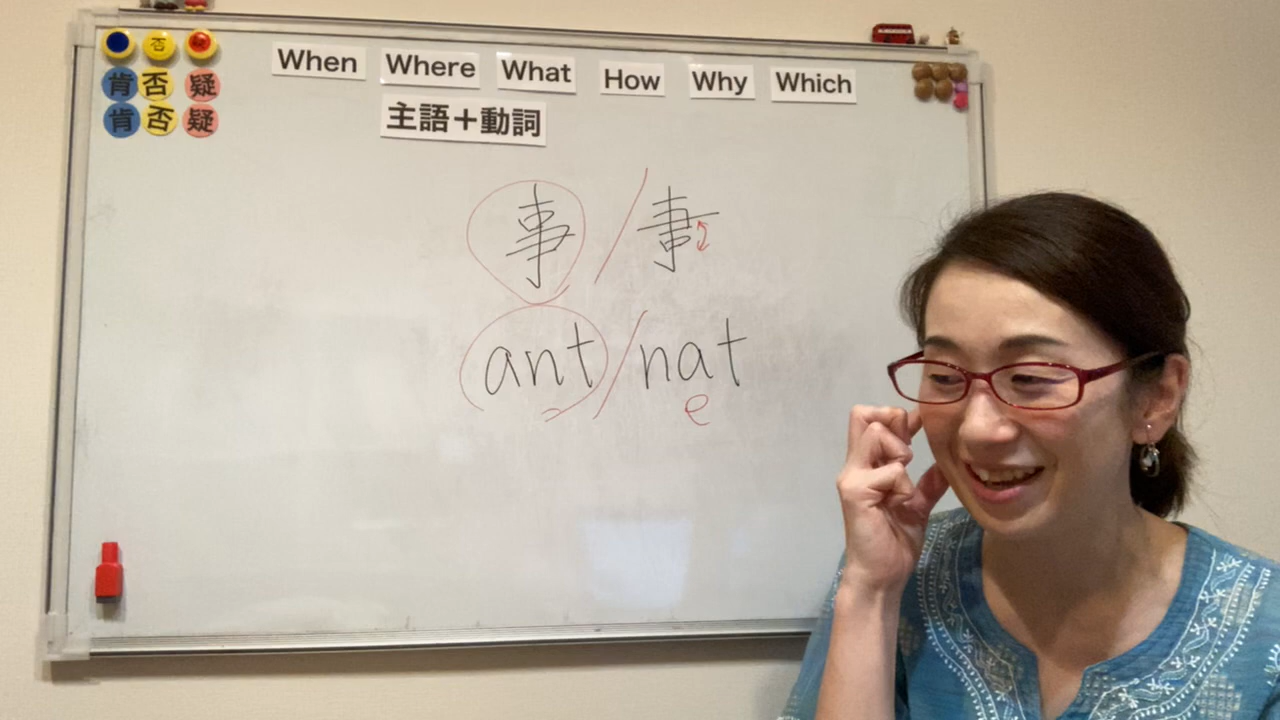 否
肯 否 疑
肯 否 疑
When Where What How Why Which
主語＋動詞
事 /
ant / nat
e